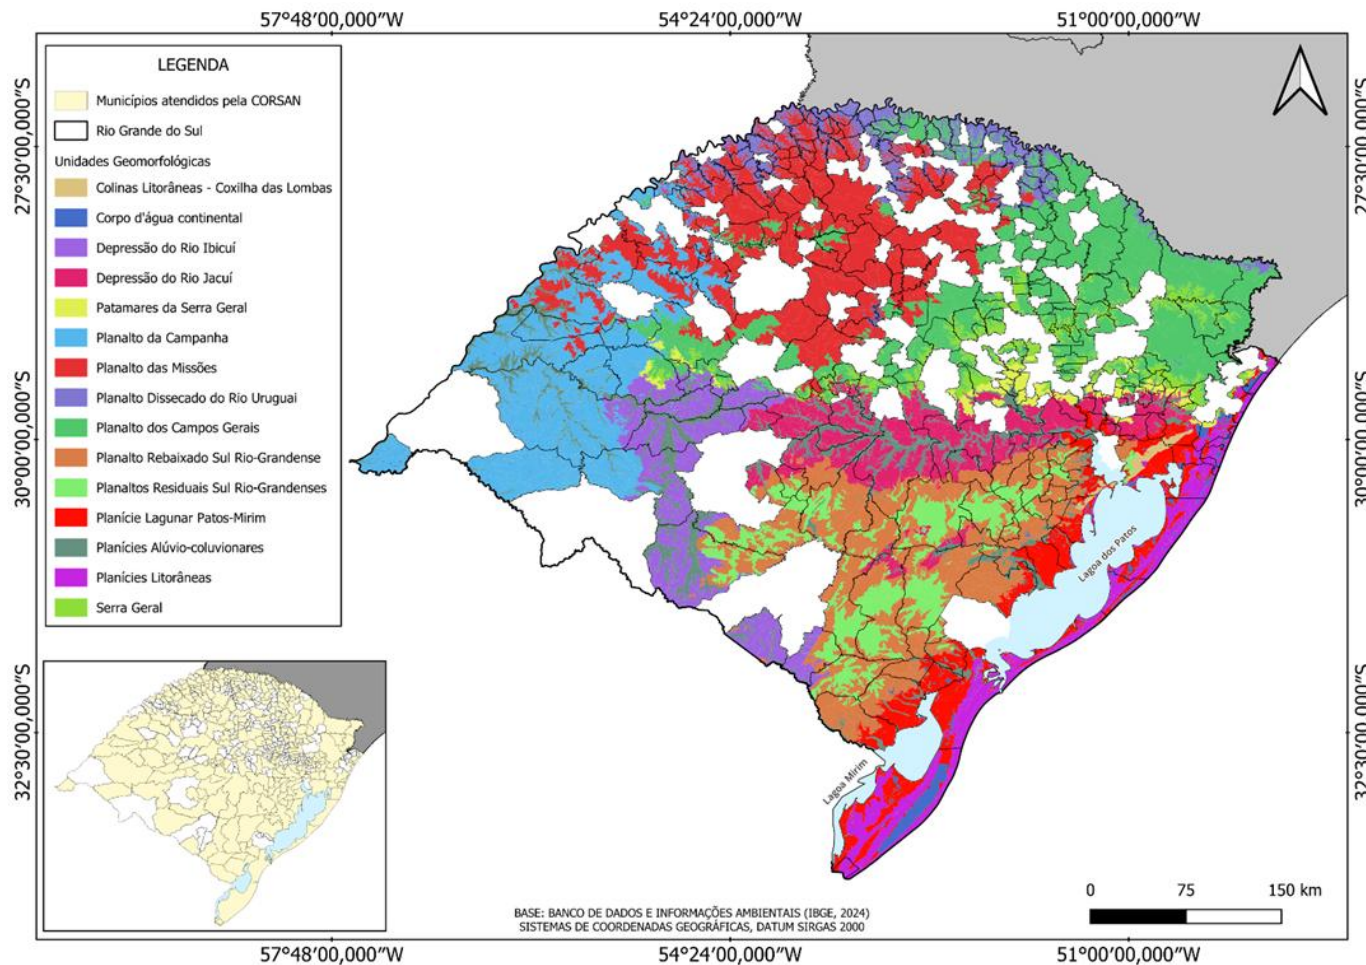 57°48'00,000"W 54°24'00,000"W 51°00'00,000"W
27°30'00,000"S
30°00'00,000"S
32°30'00,000"S
LEGENDA
Municípios atendidos pela CORSAN
Rio Grande do Sul
Unidades Geomorfológicas
Colinas Litorâneas - Coxilha das Lombas
Corpo d'água continental
Depressão do Rio Ibicuí
Depressão do Rio Jacuí
Patamares da Serra Geral
Planalto da Campanha
Planalto das Missões
Planalto Dissecado do Rio Uruguai
Planalto dos Campos Gerais
Planalto Rebaixado Sul Rio-Grandense
Planaltos Residuais Sul Rio-Grandenses
Planície Lagunar Patos-Mirim
Planícies Alúvio-coluvionares
Planícies Litorâneas
Serra Geral
Lagoa dos Patos
Lagoa Mirim
27°30'00,000"S
30°00'00,000"S
32°30'00,000"S
0 75 150 km
BASE: BANCO DE DADOS E INFORMAÇÕES AMBIENTAIS (IBGE, 2024)
SISTEMAS DE COORDENADAS GEOGRÁFICAS, DATUM SIRGAS 2000
57°48'00,000"W 54°24'00,000"W 51°00'00,000"W